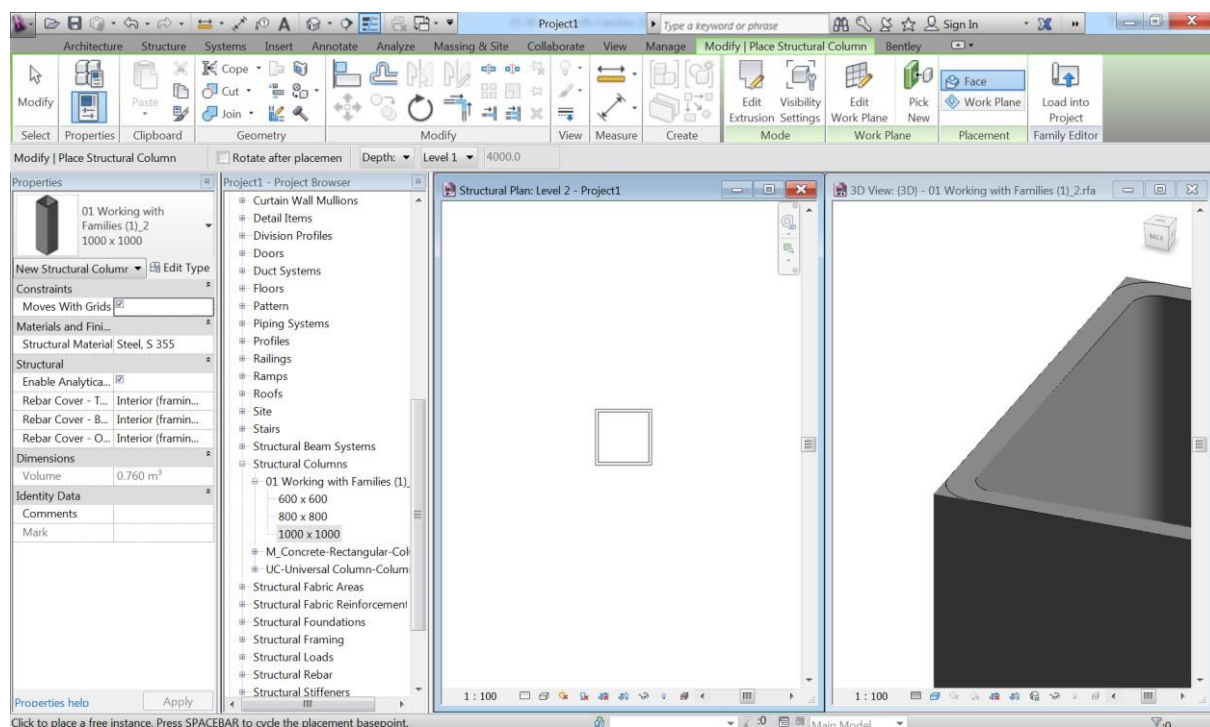 Project1
Type a keyword or phrase
Sign In
Architecture Structure Systems Insert Annotate Analyze Massing & Site Collaborate View Manage Modify | Place Structural Column Bentley
Modify
Paste
Cope
Cut
Join
Edit Extrusion
Visibility Settings
Edit Work Plane
Pick New
Face
Work Plane
Load into Project
Select Properties Clipboard Geometry Modify View Measure Create Mode Work Plane Placement Family Editor
Modify | Place Structural Column Rotate after placemen Depth: Level 1 4000.0
Properties
01 Working with
Families (1)_2
1000 x 1000
New Structural Columr Edit Type
Constraints
Moves With Grids
Materials and Fini...
Structural Material Steel, S 355
Structural
Enable Analytica...
Rebar Cover - T... Interior (framin...
Rebar Cover - B... Interior (framin...
Rebar Cover - O... Interior (framin...
Dimensions
Volume 0.760 m³
Identity Data
Comments
Mark
Properties help Apply
Project1 - Project Browser
Curtain Wall Mullions
Detail Items
Division Profiles
Doors
Duct Systems
Floors
Pattern
Piping Systems
Profiles
Railings
Ramps
Roofs
Site
Stairs
Structural Beam Systems
Structural Columns
01 Working with Families (1)_
600 x 600
800 x 800
1000 x 1000
M_Concrete-Rectangular-Col
UC-Universal Column-Colum
Structural Fabric Areas
Structural Fabric Reinforcement
Structural Foundations
Structural Framing
Structural Loads
Structural Rebar
Structural Stiffeners
Structural Plan: Level 2 - Project1
1 : 100
3D View: {3D} - 01 Working with Families (1)_2.rfa
BACK
1 : 100
Click to place a free instance. Press SPACEBAR to cycle the placement basepoint.
:0
Main Model
:0